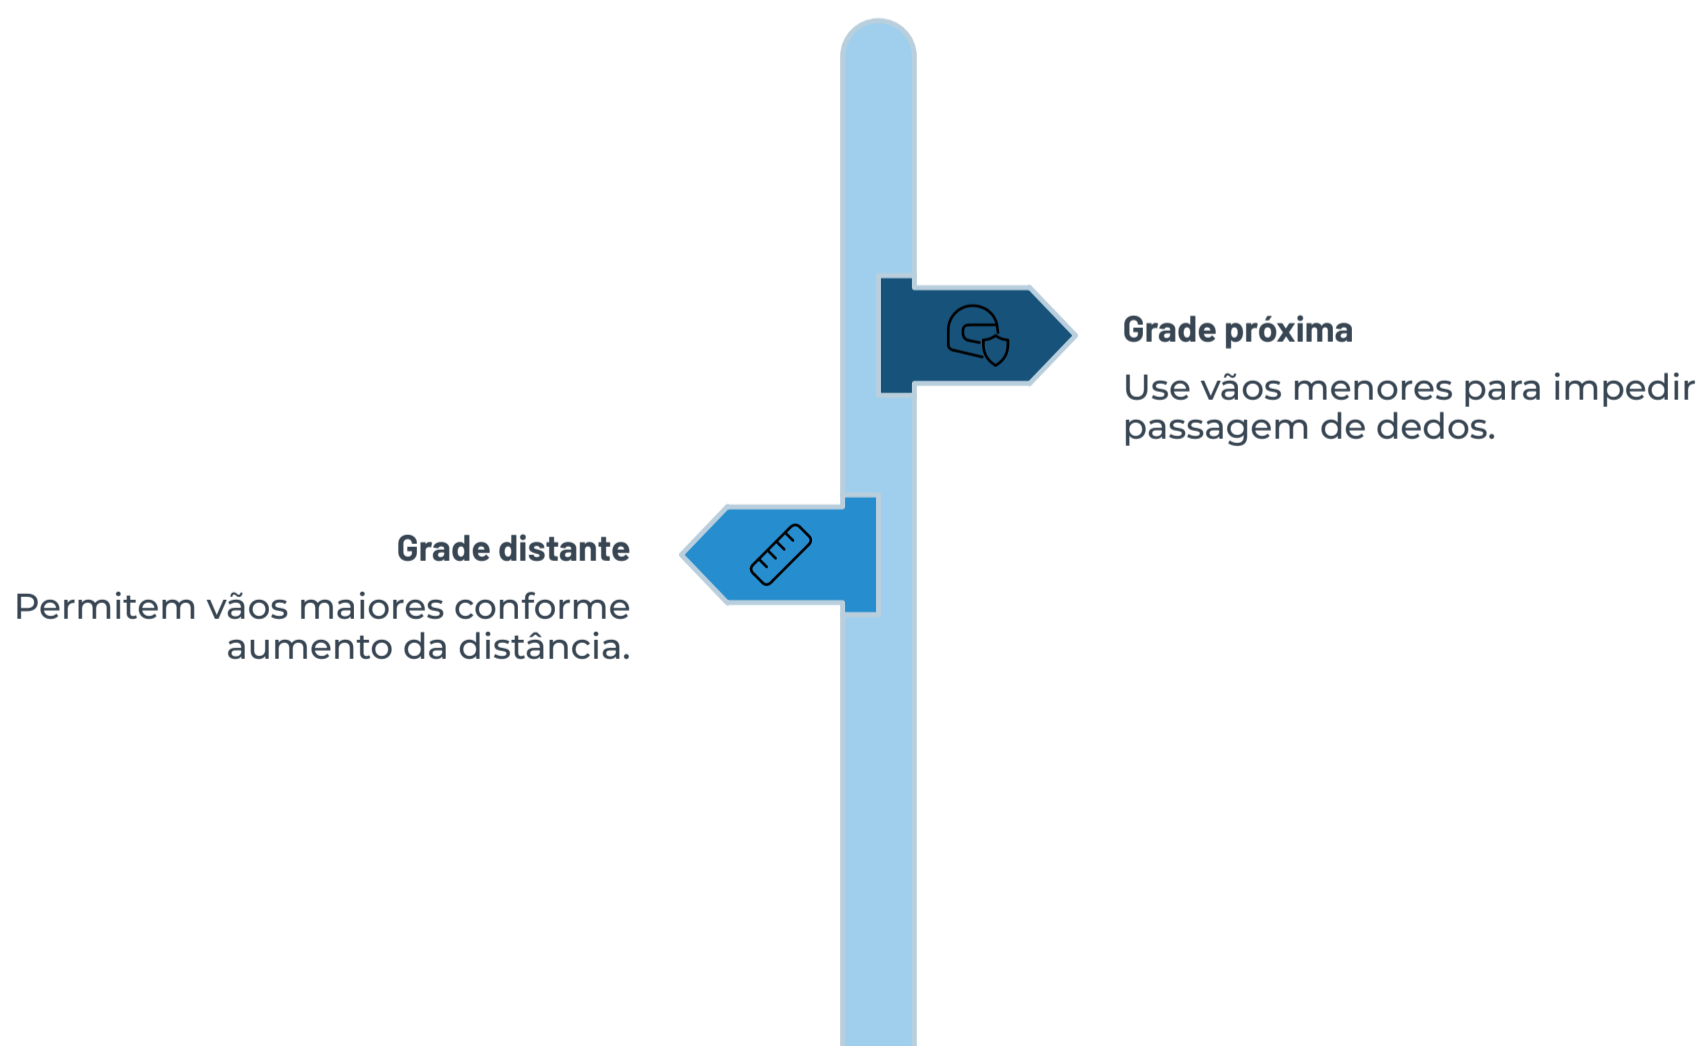 Grade próxima
Use vãos menores para impedir
passagem de dedos.
Grade distante
Permitem vãos maiores conforme
aumento da distância.